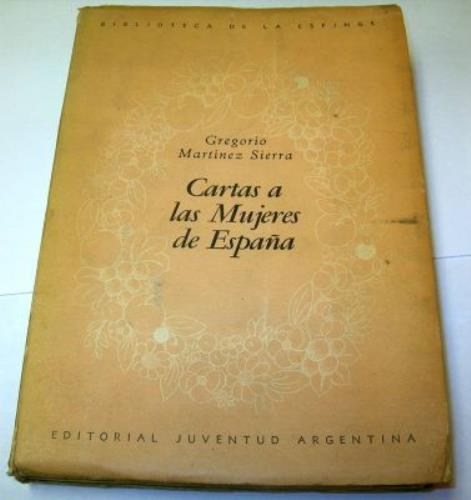 BIBLIOTECA DE LA ESFINGE
Gregorio
Martínez Sierra
Cartas a
las Mujeres
de España
EDITORIAL JUVENTUD ARGENTINA